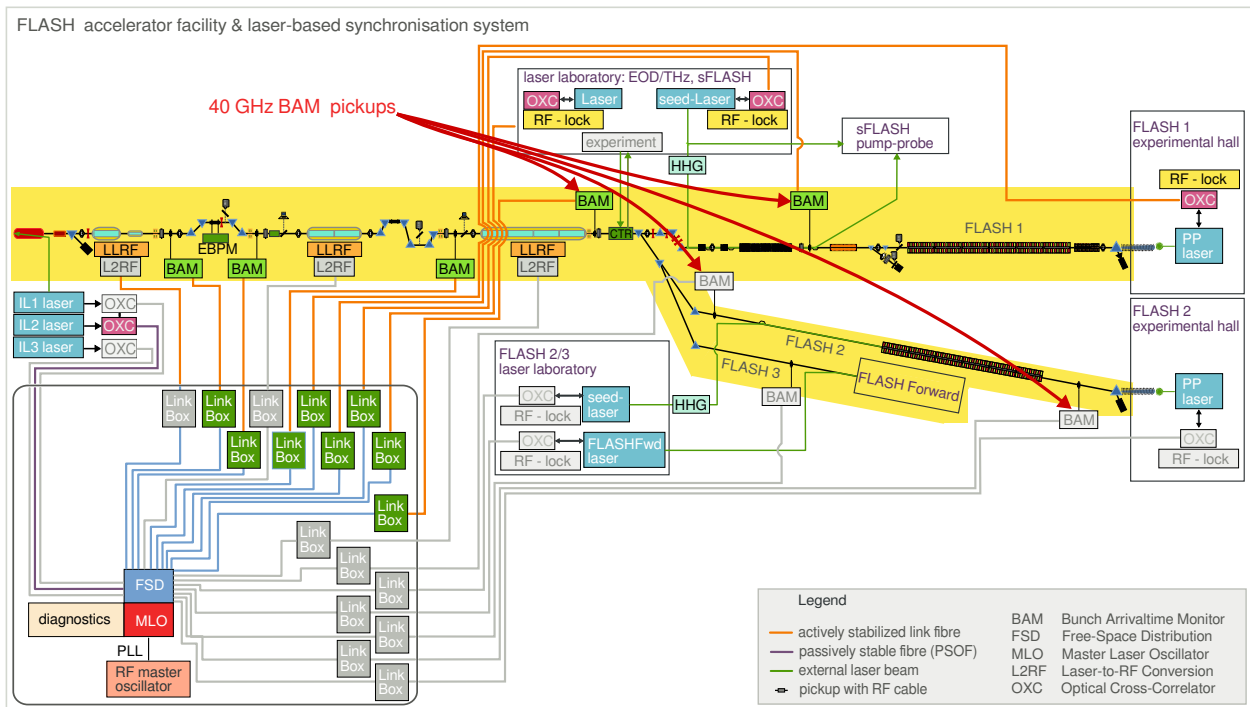 FLASH accelerator facility & laser-based synchronisation system
laser laboratory: EOD/THz, sFLASH
OXC
Laser
RF - lock
seed-Laser
OXC
RF - lock
experiment
40 GHz BAM pickups
HHG
sFLASH
pump-probe
FLASH 1
experimental hall
RF - lock
OXC
PP
laser
BAM
BAM
CTR
FLASH 1
LLRF
L2RF
BAM
EBPM
BAM
LLRF
L2RF
BAM
LLRF
L2RF
BAM
IL1 laser
OXC
IL2 laser
OXC
IL3 laser
OXC
FLASH 2
FLASH 3
FLASH Forward
BAM
BAM
FLASH 2
experimental hall
PP
laser
OXC
RF - lock
FLASH 2/3
laser laboratory
OXC
RF - lock
seed-
laser
HHG
OXC
RF - lock
FLASHFwd
laser
Link
Box
Link
Box
Link
Box
Link
Box
Link
Box
Link
Box
Link
Box
Link
Box
Link
Box
Link
Box
Link
Box
Link
Box
Link
Box
Link
Box
Link
Box
Link
Box
Link
Box
FSD
diagnostics
MLO
PLL
RF master
oscillator
Legend
actively stabilized link fibre
passively stable fibre (PSOF)
external laser beam
pickup with RF cable
BAM Bunch Arrivaltime Monitor
FSD Free-Space Distribution
MLO Master Laser Oscillator
L2RF Laser-to-RF Conversion
OXC Optical Cross-Correlator